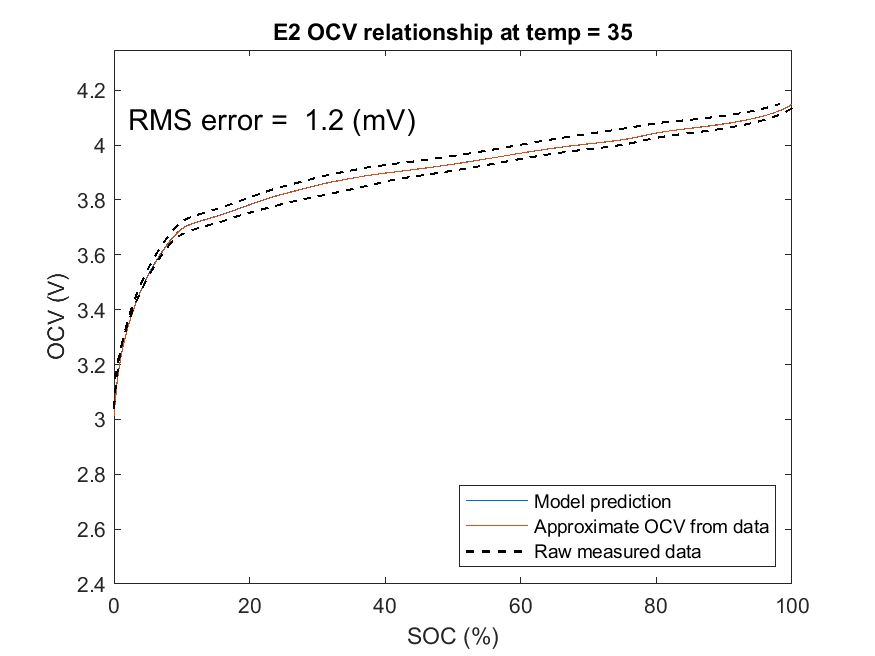 E2 OCV relationship at temp = 35
4.2
RMS error = 1.2 (mV)
4
3.8
3.6
3.4
OCV (V)
3.2
3
2.8
2.6
2.4
Model prediction
Approximate OCV from data
Raw measured data
0 20 40 60 80 100
SOC (%)